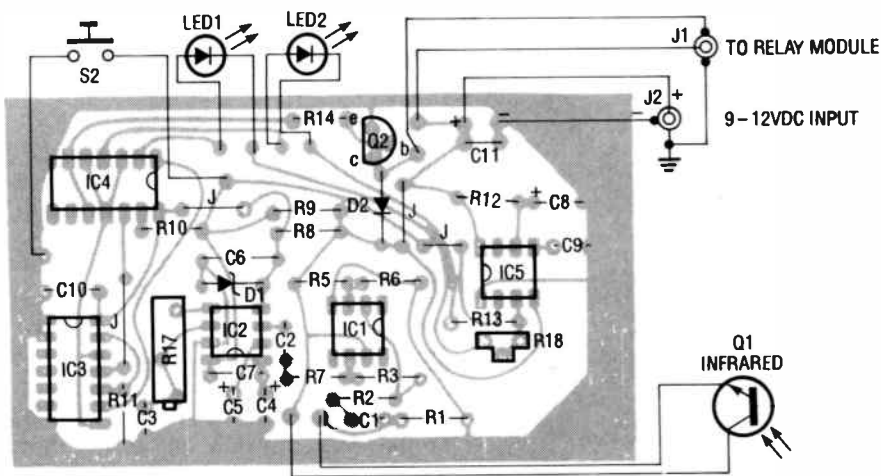 LED1 LED2
S2
J1
TO RELAY MODULE
J2 +
9-12VDC INPUT
R14 e
Q2
c b
+ -
-
C11
IC4
J
R10
R9
R8
D2
J
R12
+ C8
J
C9
C6
D1
R5 R6
IC5
C10
J
IC3
R17
IC2
C2
IC1
R13
R18
Q1
INFRARED
R11
C3
C7
+ +
C5 C4
R7 R3
R2
C1
R1